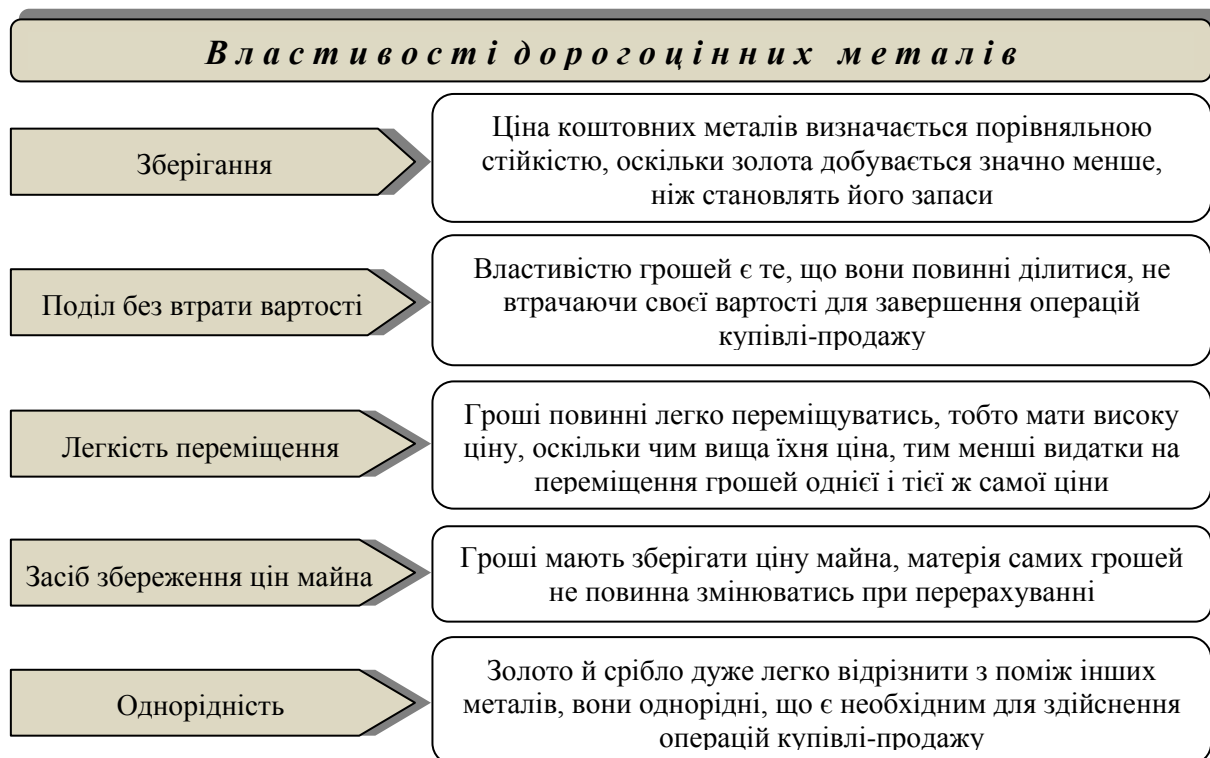 Властивості дорогоцінних металів
Зберігання
Ціна коштовних металів визначається порівняльною
стійкістю, оскільки золота добувається значно менше,
ніж становлять його запаси
Поділ без втрати вартості
Властивістю грошей є те, що вони повинні ділитися, не
втрачаючи своєї вартості для завершення операцій
купівлі-продажу
Легкість переміщення
Гроші повинні легко переміщуватись, тобто мати високу
ціну, оскільки чим вища їхня ціна, тим менші видатки на
переміщення грошей однієї і тієї ж самої ціни
Засіб збереження цін майна
Гроші мають зберігати ціну майна, матерія самих грошей
не повинна змінюватись при перерахуванні
Однорідність
Золото й срібло дуже легко відрізнити з поміж інших
металів, вони однорідні, що є необхідним для здійснення
операцій купівлі-продажу